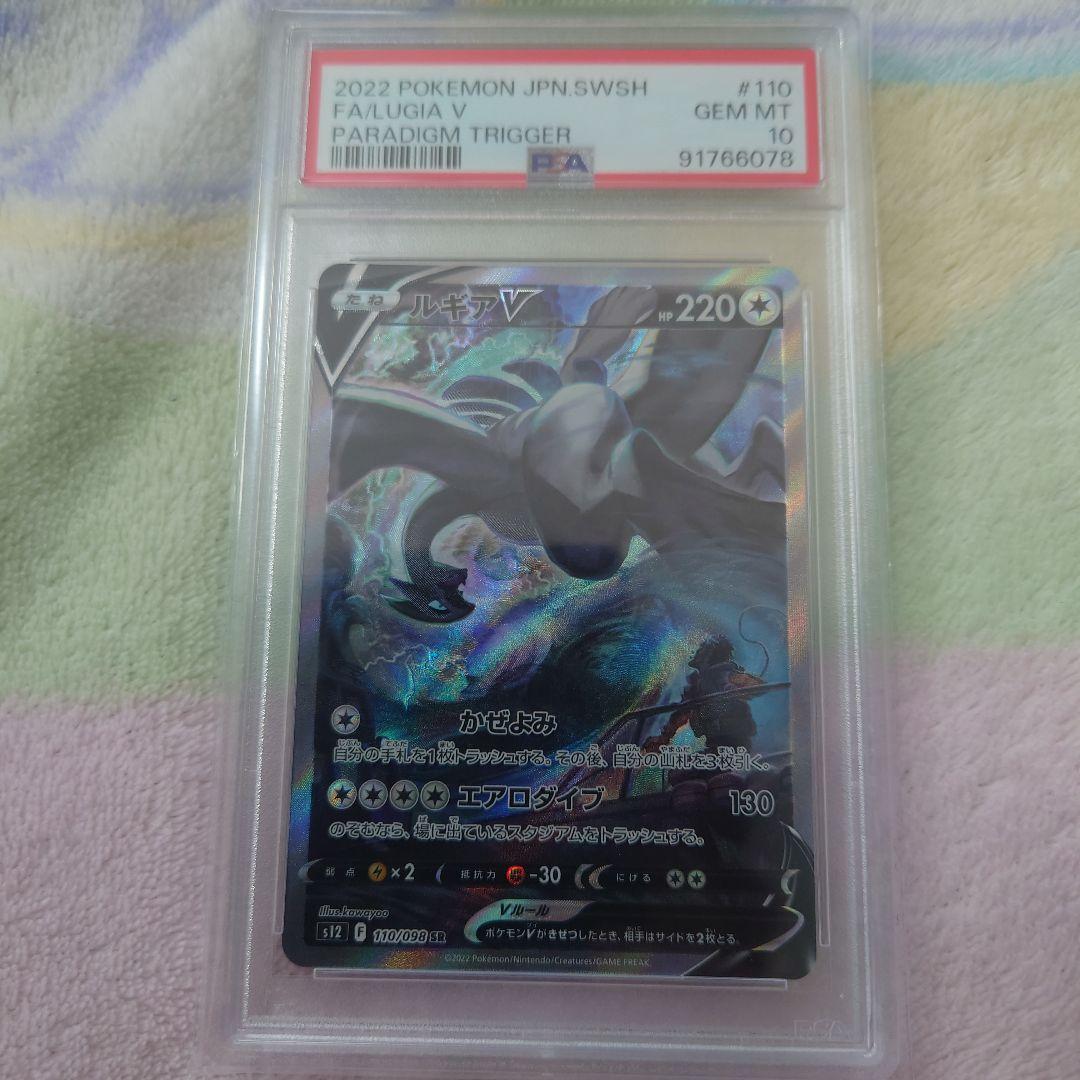 2022 POKEMON JPN.SWSH #110
FA/LUGIA V GEM MT
PARADIGM TRIGGER 10
PSA 91766078
たね ルギアV HP 220
かぜよみ
自分の手札を1枚トラッシュする。その後、自分の山札を3枚引く。
エアロダイブ 130
のぞむなら、場に出ているスタジアムをトラッシュする。
弱点 ×2 抵抗力 -30 にげる
illus.kawayoo
Vルール
s12 F 110/098 SR ポケモンVがきぜつしたとき、相手はサイドを2枚とる。
©2022 Pokémon/Nintendo/Creatures/GAME FREAK.
PSA